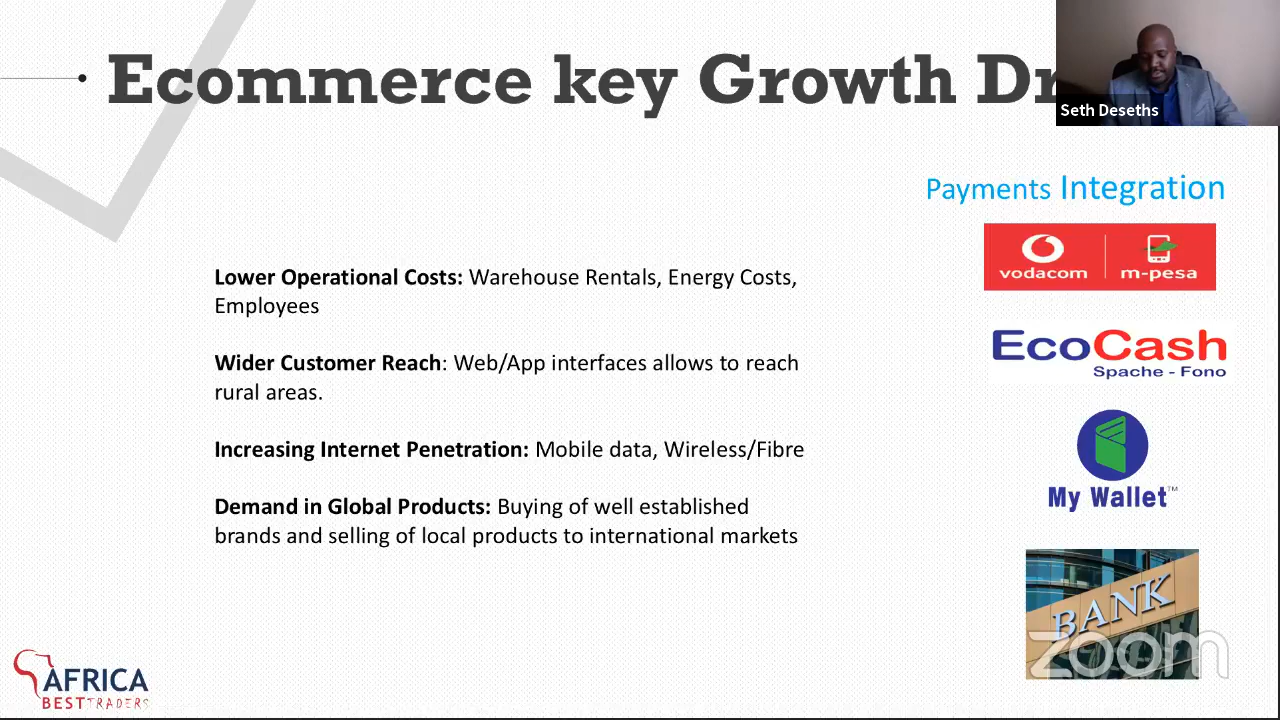 Ecommerce key Growth Dr
Seth Deseths
Payments Integration
vodacom
m-pesa
Lower Operational Costs: Warehouse Rentals, Energy Costs,
Employees
EcoCash
Spache - Fono
Wider Customer Reach: Web/App interfaces allows to reach
rural areas.
Increasing Internet Penetration: Mobile data, Wireless/Fibre
My Wallet™
Demand in Global Products: Buying of well established
brands and selling of local products to international markets
BANK
zoom
AFRICA
BESTTRADERS